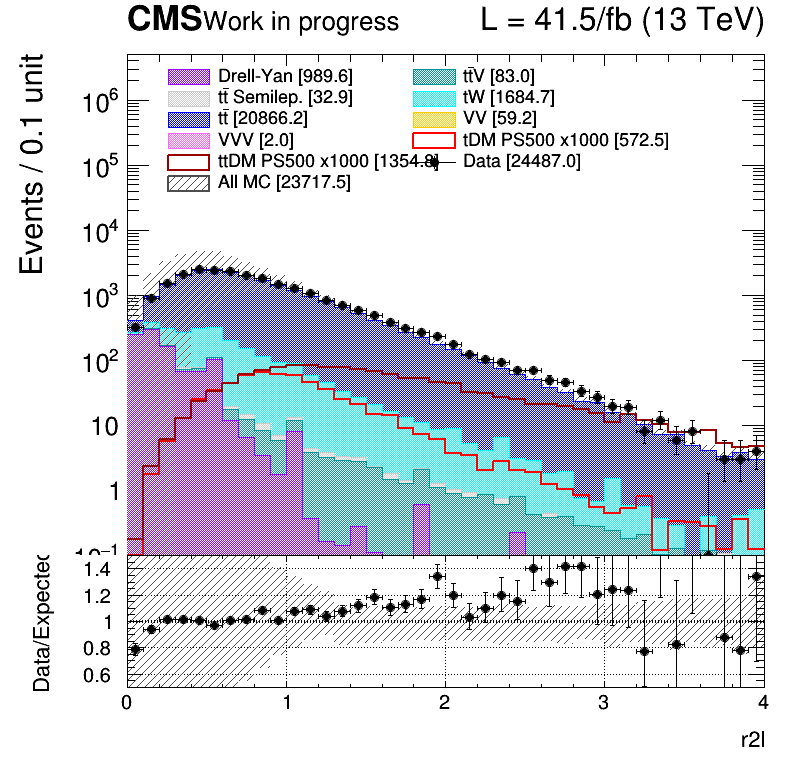 CMS Work in progress L = 41.5/fb (13 TeV)
Events / 0.1 unit
Drell-Yan [989.6] tt̄V [83.0]
tt̄ Semilep. [32.9] tW [1684.7]
tt̄ [20866.2] VV [59.2]
VVV [2.0] tDM PS500 x1000 [572.5]
ttDM PS500 x1000 [1354.8] Data [24487.0]
All MC [23717.5]
10⁶
10⁵
10⁴
10³
10²
10
1
10⁻¹
Data/Expected
1.4
1.2
1
0.8
0.6
0 1 2 3 4
r2l